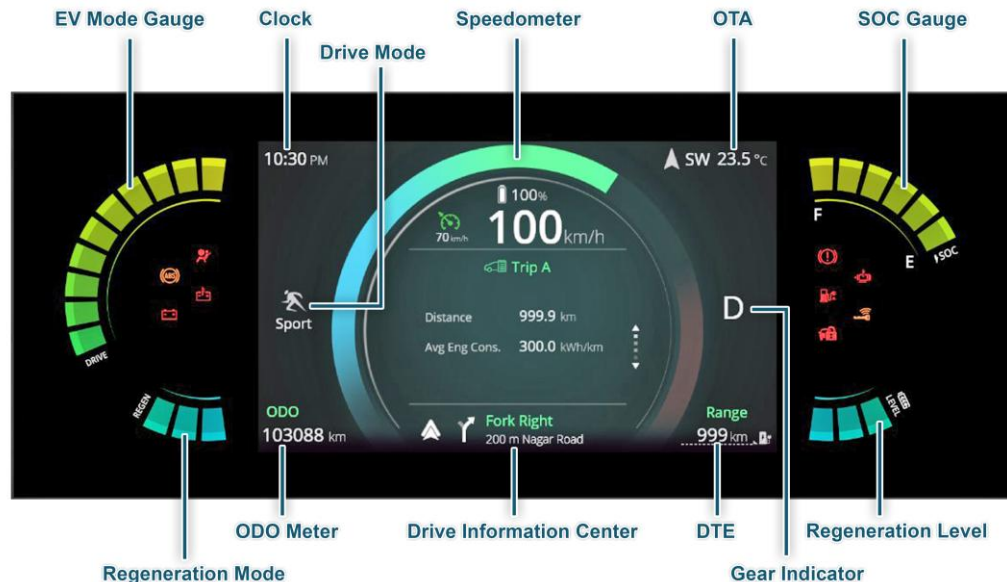 EV Mode Gauge
Clock
Speedometer
OTA
SOC Gauge
Drive Mode
10:30 PM
SW 23.5 °C
100%
70 km/h
100 km/h
F
E
SOC
ABS
Trip A
Sport
Distance 999.9 km
Avg Eng Cons. 300.0 kWh/km
D
DRIVE
REGEN
LEVEL
ODO
103088 km
Fork Right
200 m Nagar Road
Range
999 km
ODO Meter
Drive Information Center
DTE
Regeneration Level
Regeneration Mode
Gear Indicator